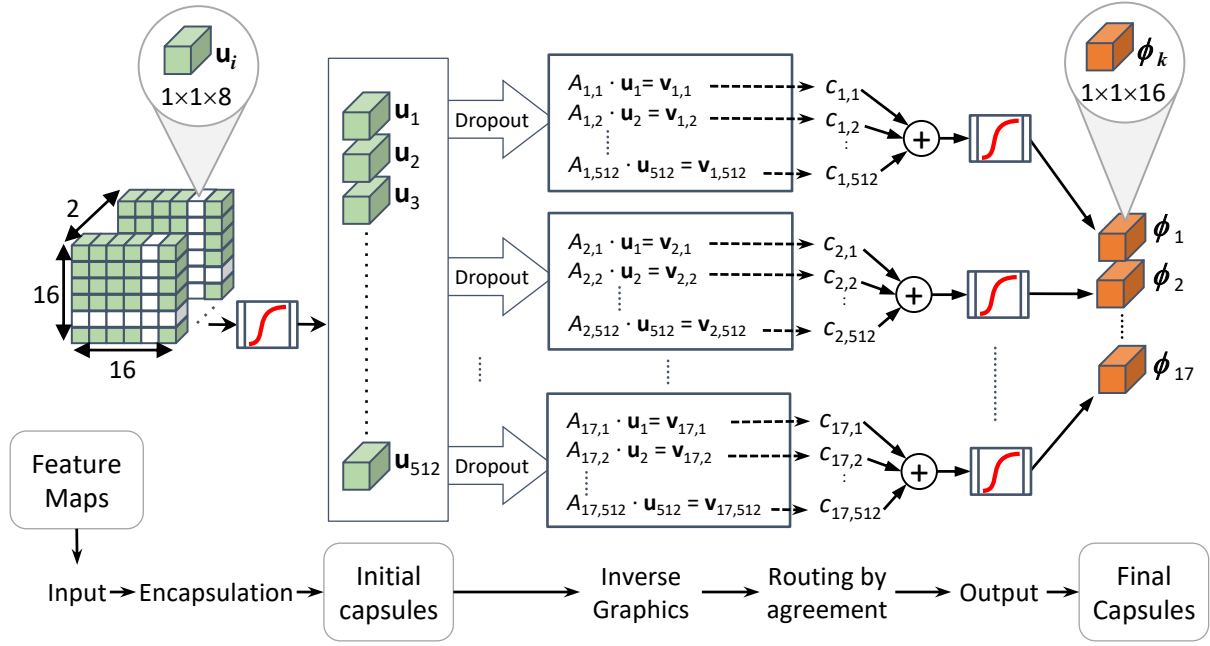 u_i
1×1×8
2
16
16
u_1
u_2
u_3
u_512
Dropout
Dropout
Dropout
A_1,1 · u_1 = v_1,1
A_1,2 · u_2 = v_1,2
A_1,512 · u_512 = v_1,512
c_1,1
c_1,2
c_1,512
A_2,1 · u_1 = v_2,1
A_2,2 · u_2 = v_2,2
A_2,512 · u_512 = v_2,512
c_2,1
c_2,2
c_2,512
A_17,1 · u_1 = v_17,1
A_17,2 · u_2 = v_17,2
A_17,512 · u_512 = v_17,512
c_17,1
c_17,2
c_17,512
+
+
+
ϕ_k
1×1×16
ϕ_1
ϕ_2
ϕ_17
Feature
Maps
Input
Encapsulation
Initial
capsules
Inverse
Graphics
Routing by
agreement
Output
Final
Capsules